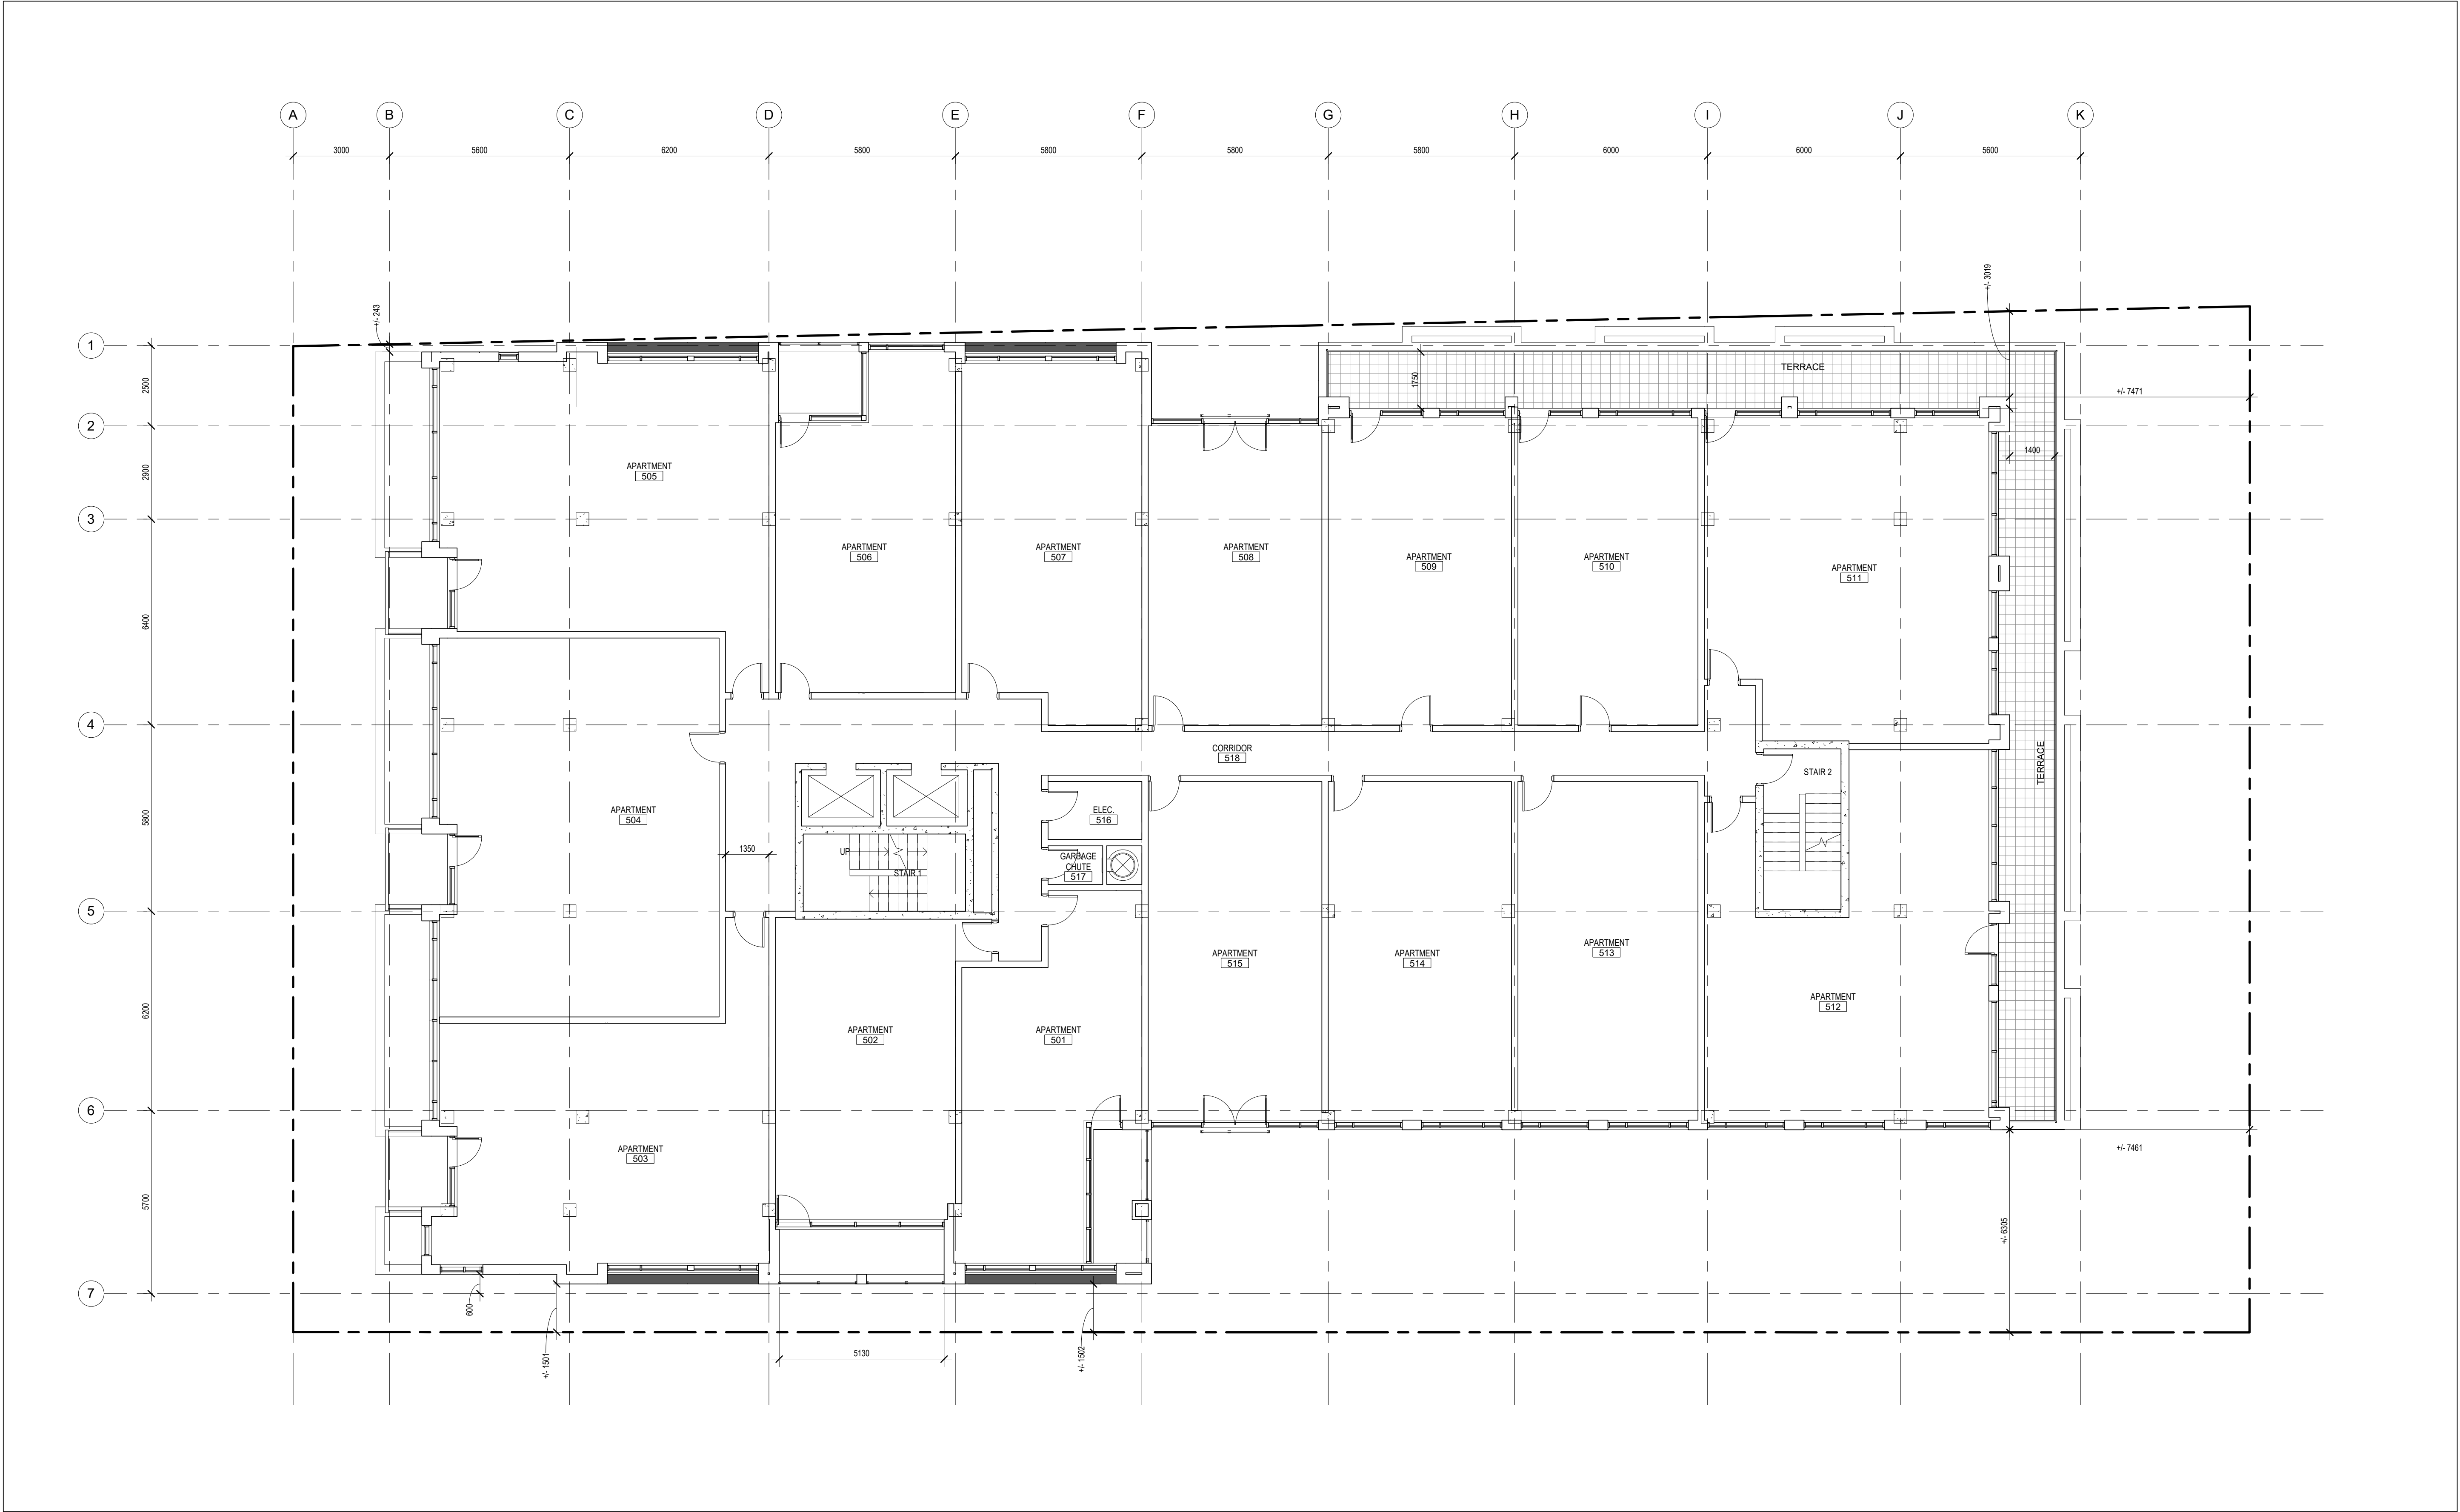 A
B
C
D
E
F
G
H
I
J
K
3000
5600
6200
5800
5800
5800
5800
6000
6000
5600
+/- 243
+/- 3019
1
2500
TERRACE
1750
+/- 7471
2
2900
1400
APARTMENT
505
3
APARTMENT
506
APARTMENT
507
APARTMENT
508
APARTMENT
509
APARTMENT
510
APARTMENT
511
6400
4
CORRIDOR
518
STAIR 2
TERRACE
APARTMENT
504
ELEC.
516
5800
1350
UP
STAIR 1
GARBAGE
CHUTE
517
5
APARTMENT
515
APARTMENT
514
APARTMENT
513
APARTMENT
512
6200
APARTMENT
502
APARTMENT
501
6
APARTMENT
503
+/- 7461
5700
+/- 6305
7
600
+/- 1501
5130
+/- 1502